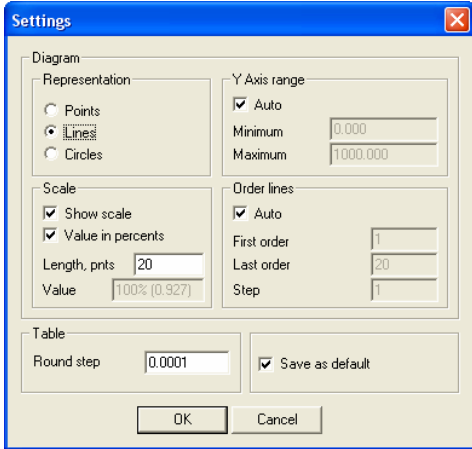 Settings
Diagram
Representation
Points
Lines
Circles
Y Axis range
Auto
Minimum 0.000
Maximum 1000.000
Scale
Show scale
Value in percents
Length, pnts 20
Value 100% (0.927)
Order lines
Auto
First order 1
Last order 20
Step 1
Table
Round step 0.0001
Save as default
OK Cancel